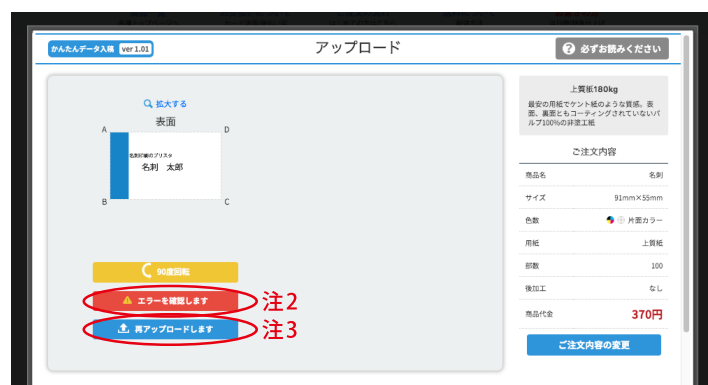 かんたんデータ入稿 ver 1.01
アップロード
必ずお読みください
拡大する
表面
A
D
名刺印刷のプリスタ
名刺 太郎
B
C
90度回転
エラーを確認します
注2
再アップロードします
注3
上質紙180kg
最安の用紙でケント紙のような質感。表
面、裏面ともコーティングされていないパ
ルプ100%の非塗工紙
ご注文内容
商品名 名刺
サイズ 91mm×55mm
色数 片面カラー
用紙 上質紙
部数 100
後加工 なし
商品代金 370円
ご注文内容の変更